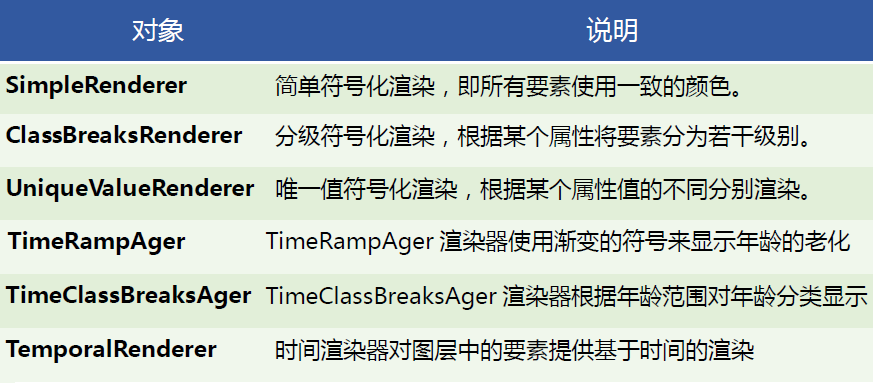 对象 说明
SimpleRenderer 简单符号化渲染，即所有要素使用一致的颜色。
ClassBreaksRenderer 分级符号化渲染，根据某个属性将要素分为若干级别。
UniqueValueRenderer 唯一值符号化渲染，根据某个属性值的不同分别渲染。
TimeRampAger TimeRampAger 渲染器使用渐变的符号来显示年龄的老化
TimeClassBreaksAger TimeClassBreaksAger 渲染器根据年龄范围对年龄分类显示
TemporalRenderer 时间渲染器对图层中的要素提供基于时间的渲染